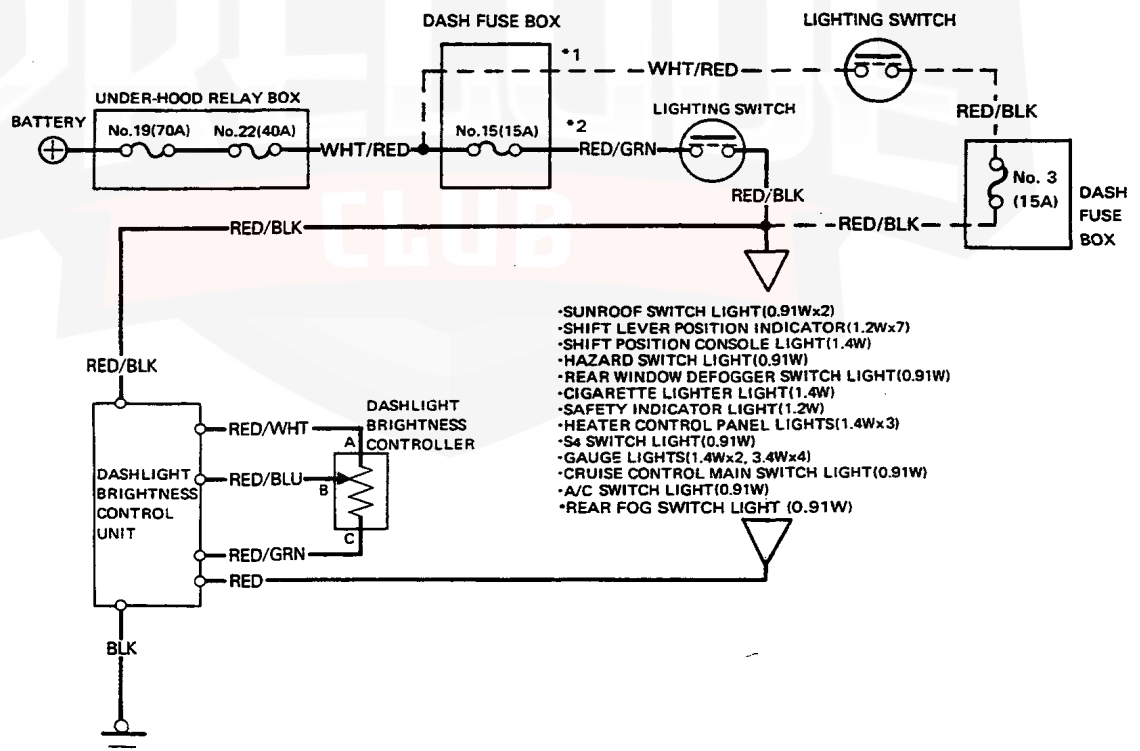 DASH FUSE BOX
LIGHTING SWITCH
*1
WHT/RED
UNDER-HOOD RELAY BOX
LIGHTING SWITCH
RED/BLK
BATTERY
No.19(70A)
No.22(40A)
WHT/RED
No.15(15A)
*2
RED/GRN
No. 3
(15A)
DASH
FUSE
BOX
RED/BLK
RED/BLK
RED/BLK
CLUB
•SUNROOF SWITCH LIGHT(0.91Wx2)
•SHIFT LEVER POSITION INDICATOR(1.2Wx7)
•SHIFT POSITION CONSOLE LIGHT(1.4W)
•HAZARD SWITCH LIGHT(0.91W)
•REAR WINDOW DEFOGGER SWITCH LIGHT(0.91W)
•CIGARETTE LIGHTER LIGHT(1.4W)
•SAFETY INDICATOR LIGHT(1.2W)
•HEATER CONTROL PANEL LIGHTS(1.4Wx3)
•S4 SWITCH LIGHT(0.91W)
•GAUGE LIGHTS(1.4Wx2, 3.4Wx4)
•CRUISE CONTROL MAIN SWITCH LIGHT(0.91W)
•A/C SWITCH LIGHT(0.91W)
•REAR FOG SWITCH LIGHT (0.91W)
RED/BLK
DASHLIGHT
BRIGHTNESS
CONTROLLER
RED/WHT
A
DASHLIGHT
BRIGHTNESS
CONTROL
UNIT
RED/BLU
B
C
RED/GRN
RED
BLK